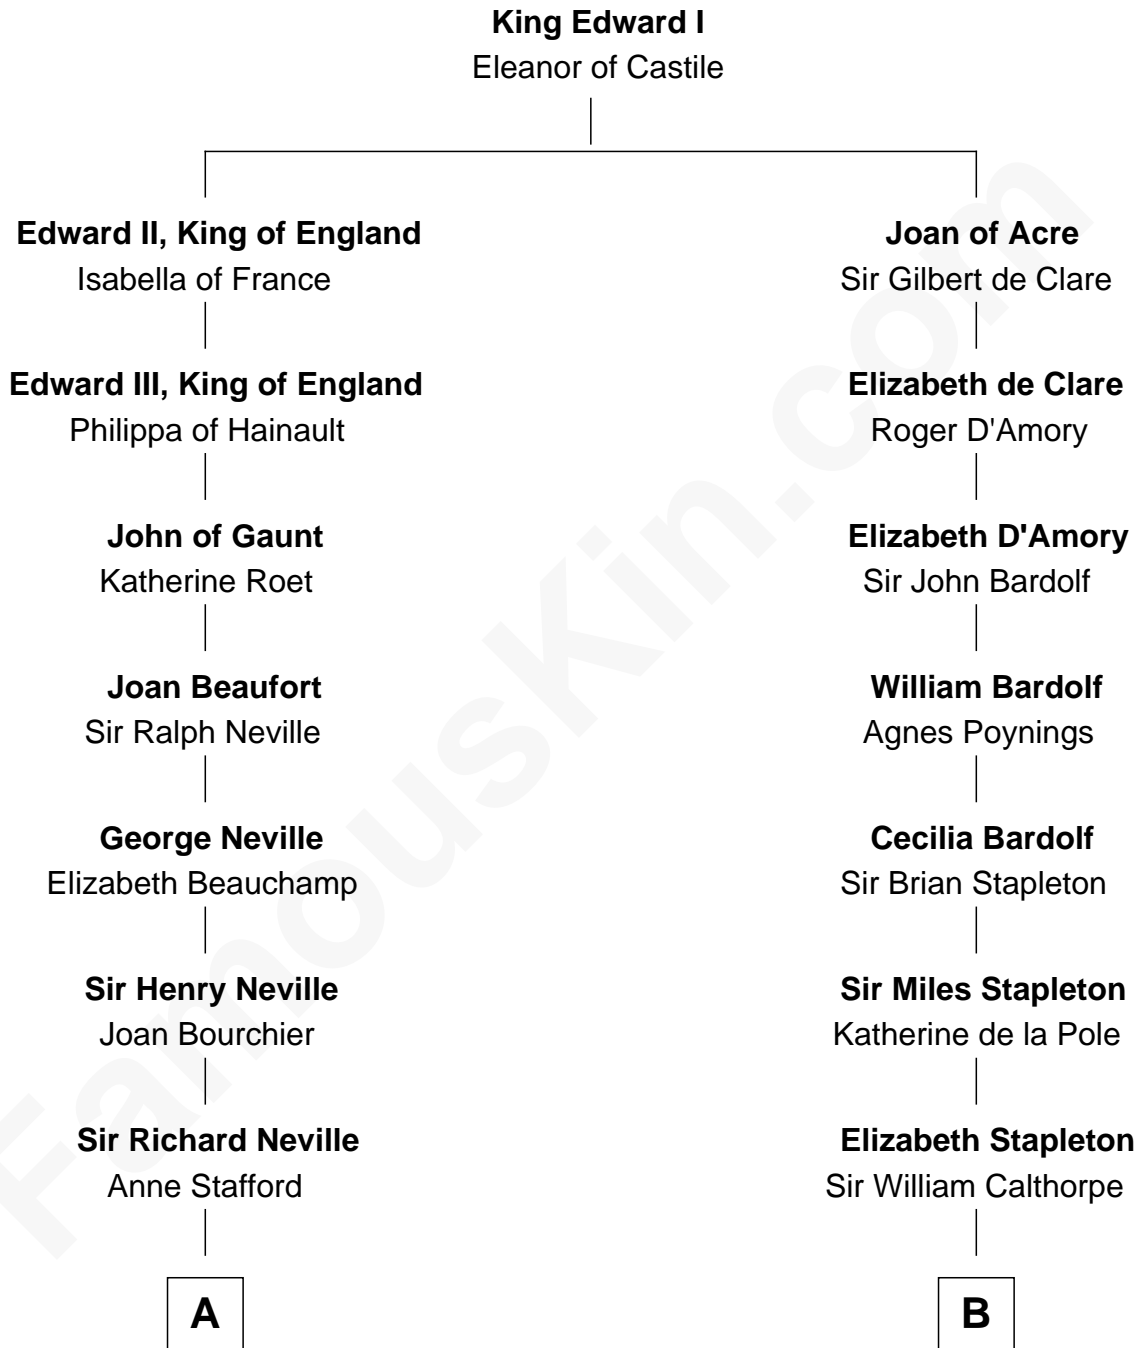 King Edward I
Eleanor of Castile
Edward II, King of England
Isabella of France
Joan of Acre
Sir Gilbert de Clare
Edward III, King of England
Philippa of Hainault
Elizabeth de Clare
Roger D'Amory
John of Gaunt
Katherine Roet
Elizabeth D'Amory
Sir John Bardolf
Joan Beaufort
Sir Ralph Neville
William Bardolf
Agnes Poynings
George Neville
Elizabeth Beauchamp
Cecilia Bardolf
Sir Brian Stapleton
Sir Henry Neville
Joan Bourchier
Sir Miles Stapleton
Katherine de la Pole
Sir Richard Neville
Anne Stafford
Elizabeth Stapleton
Sir William Calthorpe
A
B
FamousKin.com